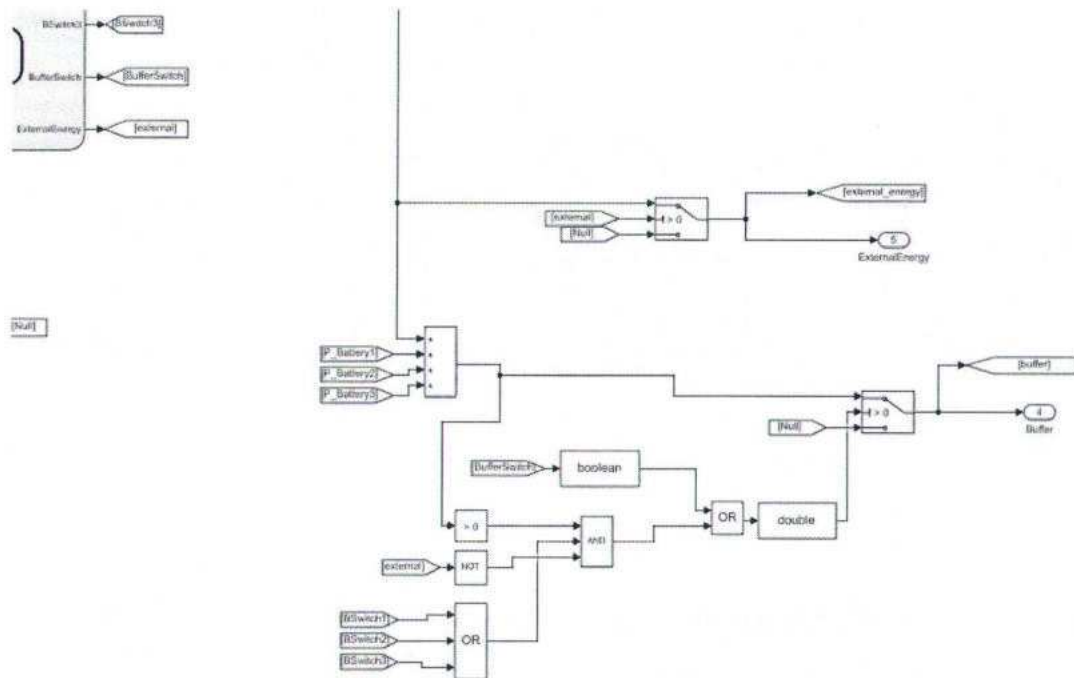 BSwitch3
[BSwitch3]
BufferSwitch
[BufferSwitch]
ExternalEnergy
[external]
[external_energy]
[external]
> 0
[Null]
5
ExternalEnergy
[Null]
+
[P_Battery1]
+
[P_Battery2]
+
[P_Battery3]
+
[buffer]
> 0
[Null]
4
Buffer
[BufferSwitch]
boolean
OR
double
> 0
AND
[external]
NOT
[BSwitch1]
[BSwitch2]
OR
[BSwitch3]